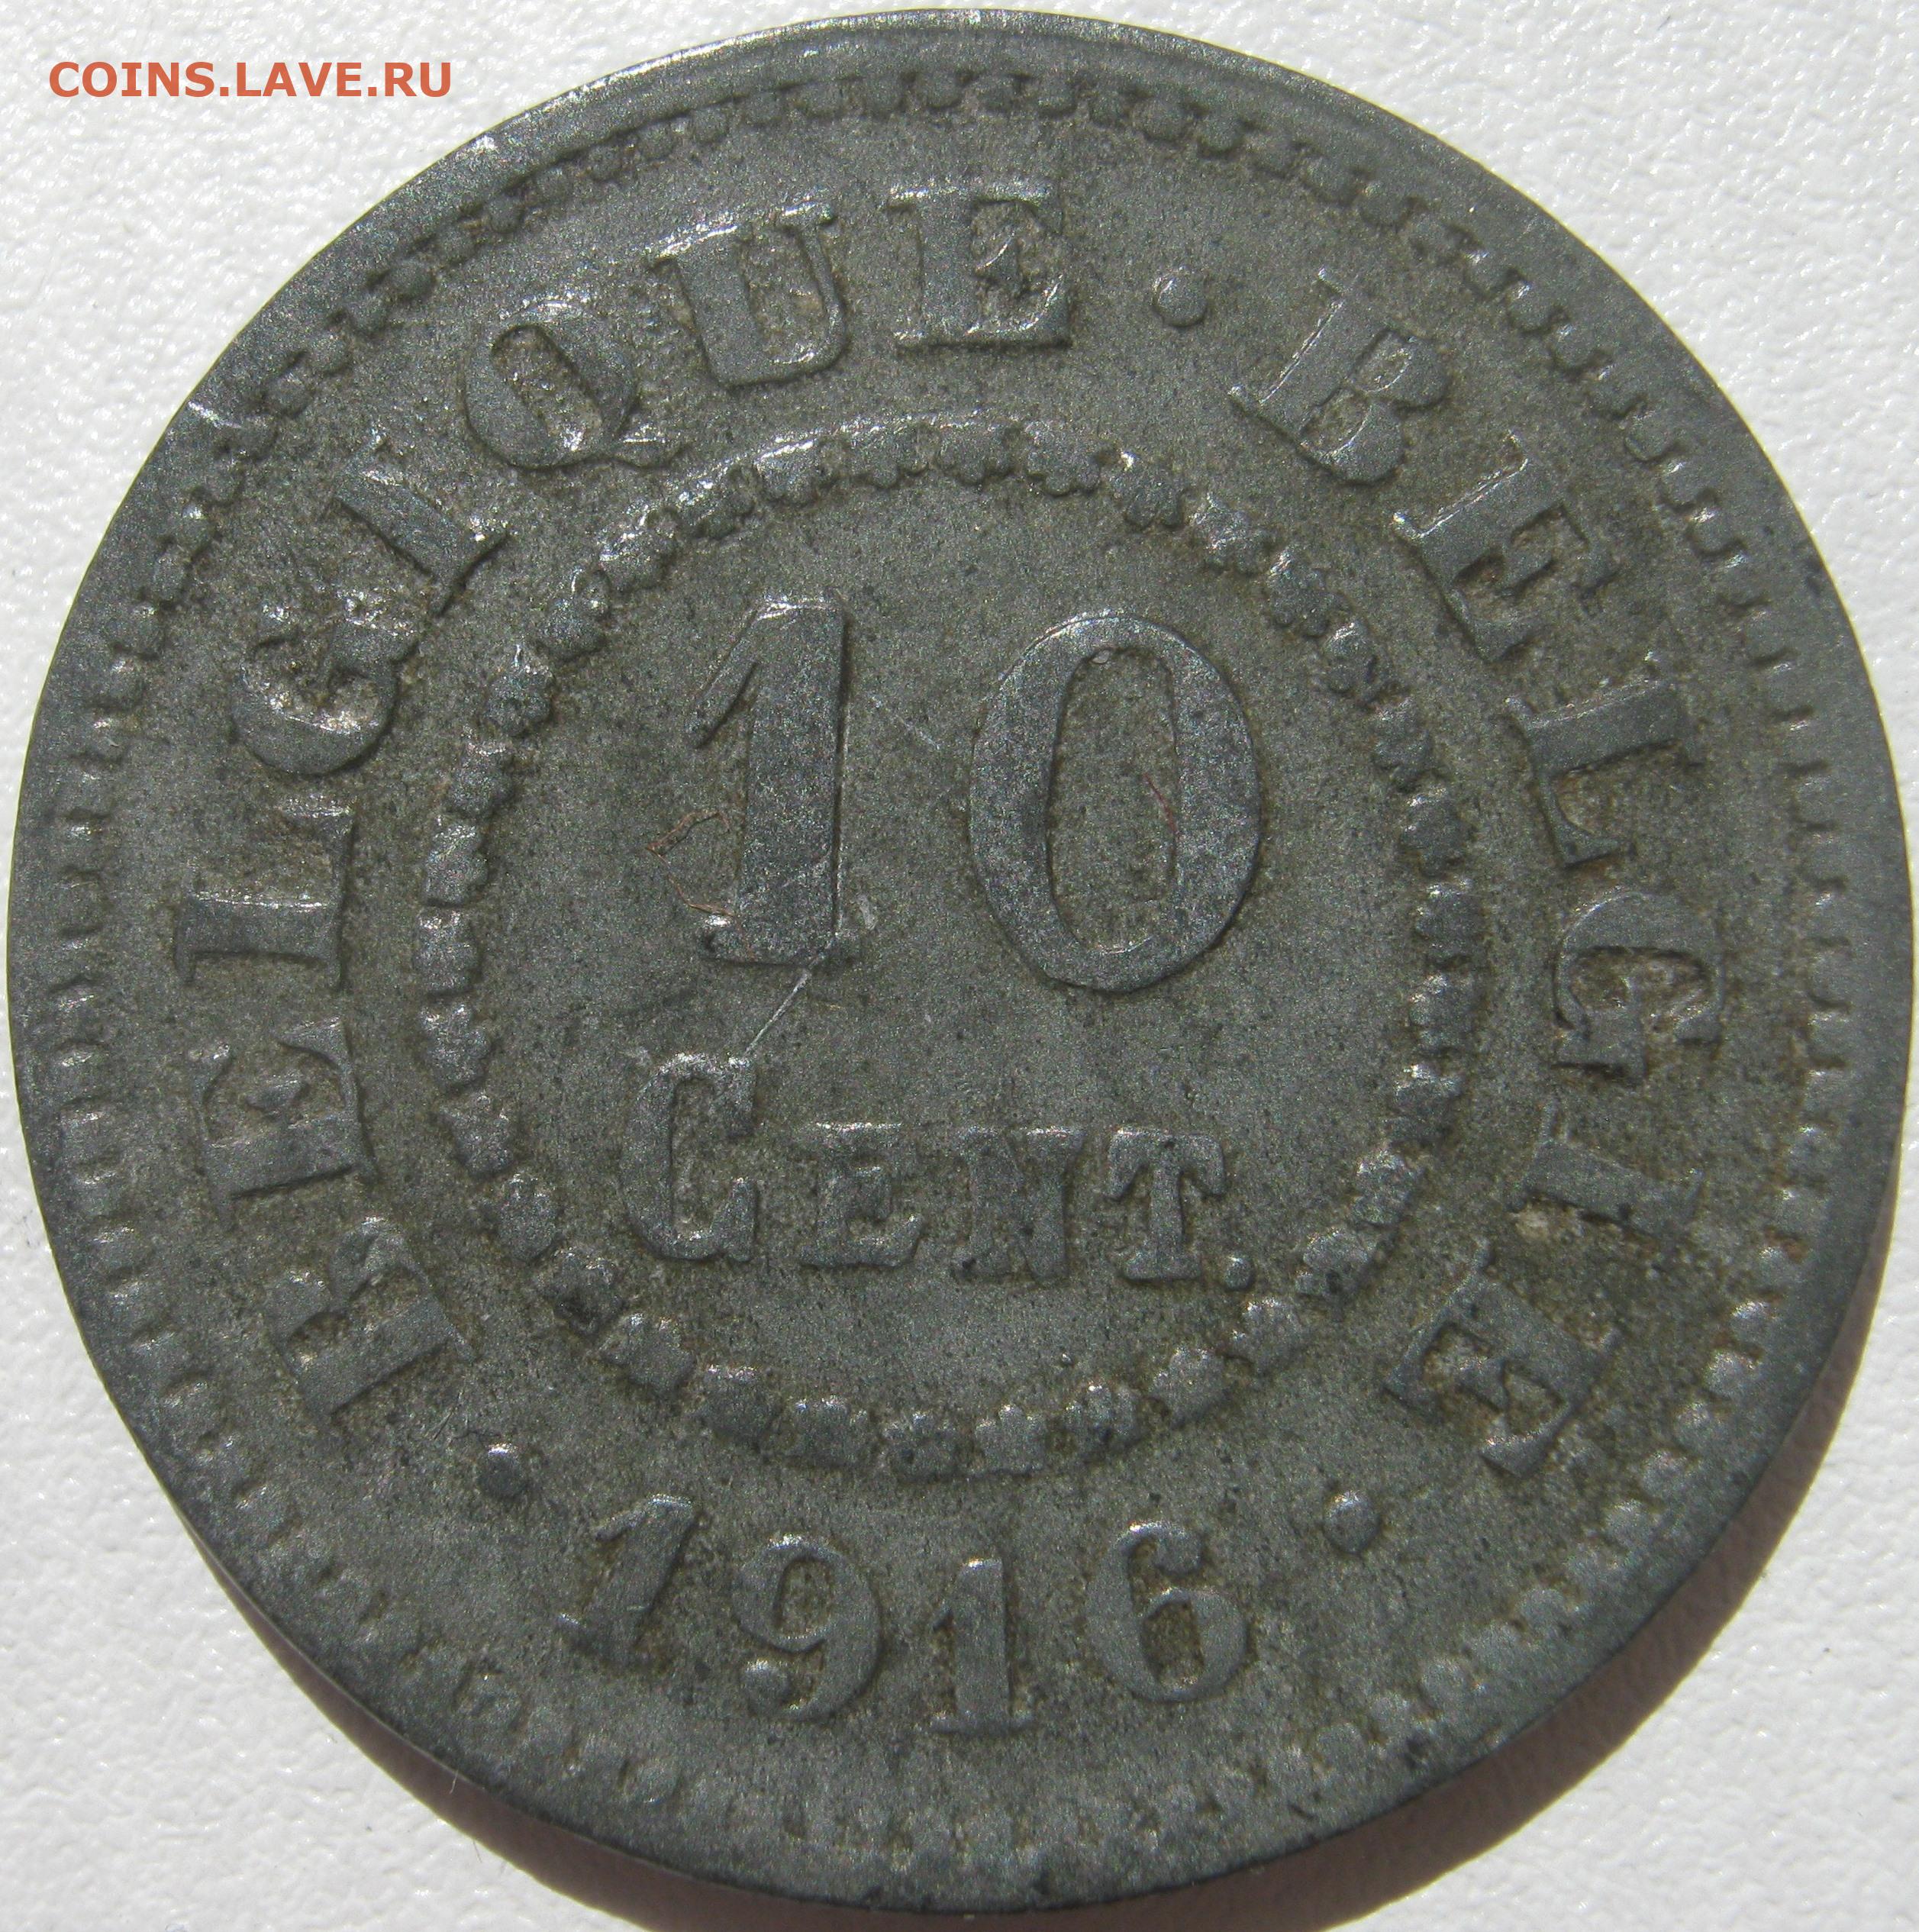 COINS.LAVE.RU
BELGIQUE · BELGIE
10
CENT.
· 1916 ·